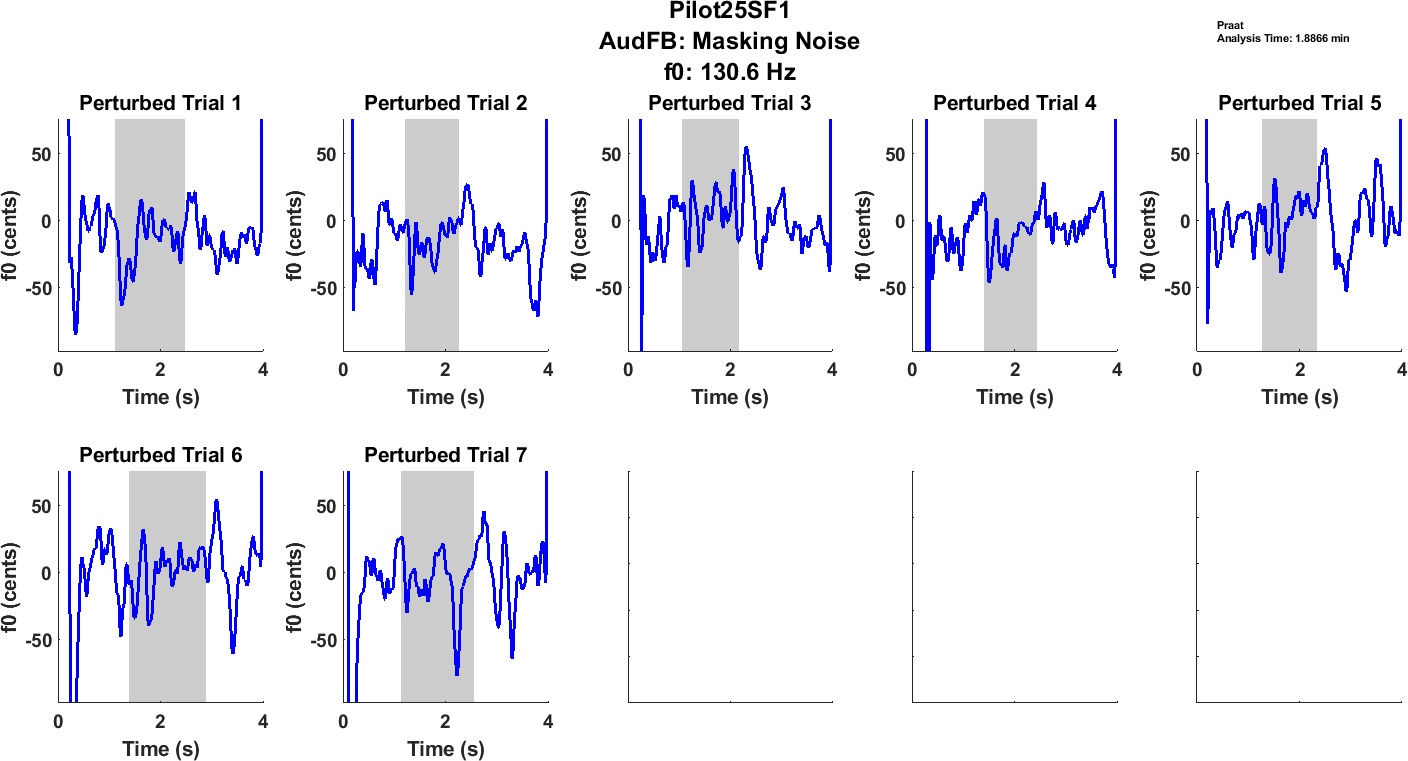 Pilot25SF1
AudFB: Masking Noise
f0: 130.6 Hz
Praat
Analysis Time: 1.8866 min
Perturbed Trial 1
50
0
-50
f0 (cents)
0 2 4
Time (s)
Perturbed Trial 2
50
0
-50
f0 (cents)
0 2 4
Time (s)
Perturbed Trial 3
50
0
-50
f0 (cents)
0 2 4
Time (s)
Perturbed Trial 4
50
0
-50
f0 (cents)
0 2 4
Time (s)
Perturbed Trial 5
50
0
-50
f0 (cents)
0 2 4
Time (s)
Perturbed Trial 6
50
0
-50
f0 (cents)
0 2 4
Time (s)
Perturbed Trial 7
50
0
-50
f0 (cents)
0 2 4
Time (s)